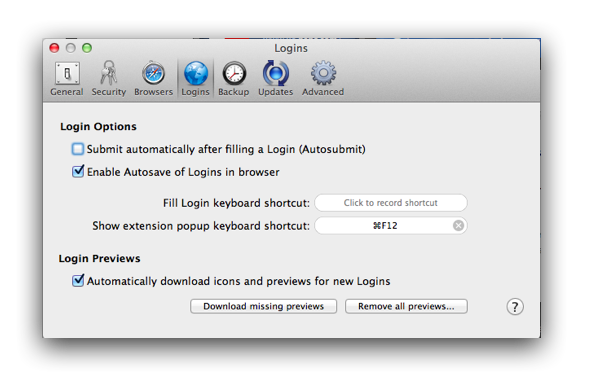 Logins
General Security Browsers Logins Backup Updates Advanced
Login Options
Submit automatically after filling a Login (Autosubmit)
Enable Autosave of Logins in browser
Fill Login keyboard shortcut: Click to record shortcut
Show extension popup keyboard shortcut: ⌘F12
Login Previews
Automatically download icons and previews for new Logins
Download missing previews Remove all previews... ?